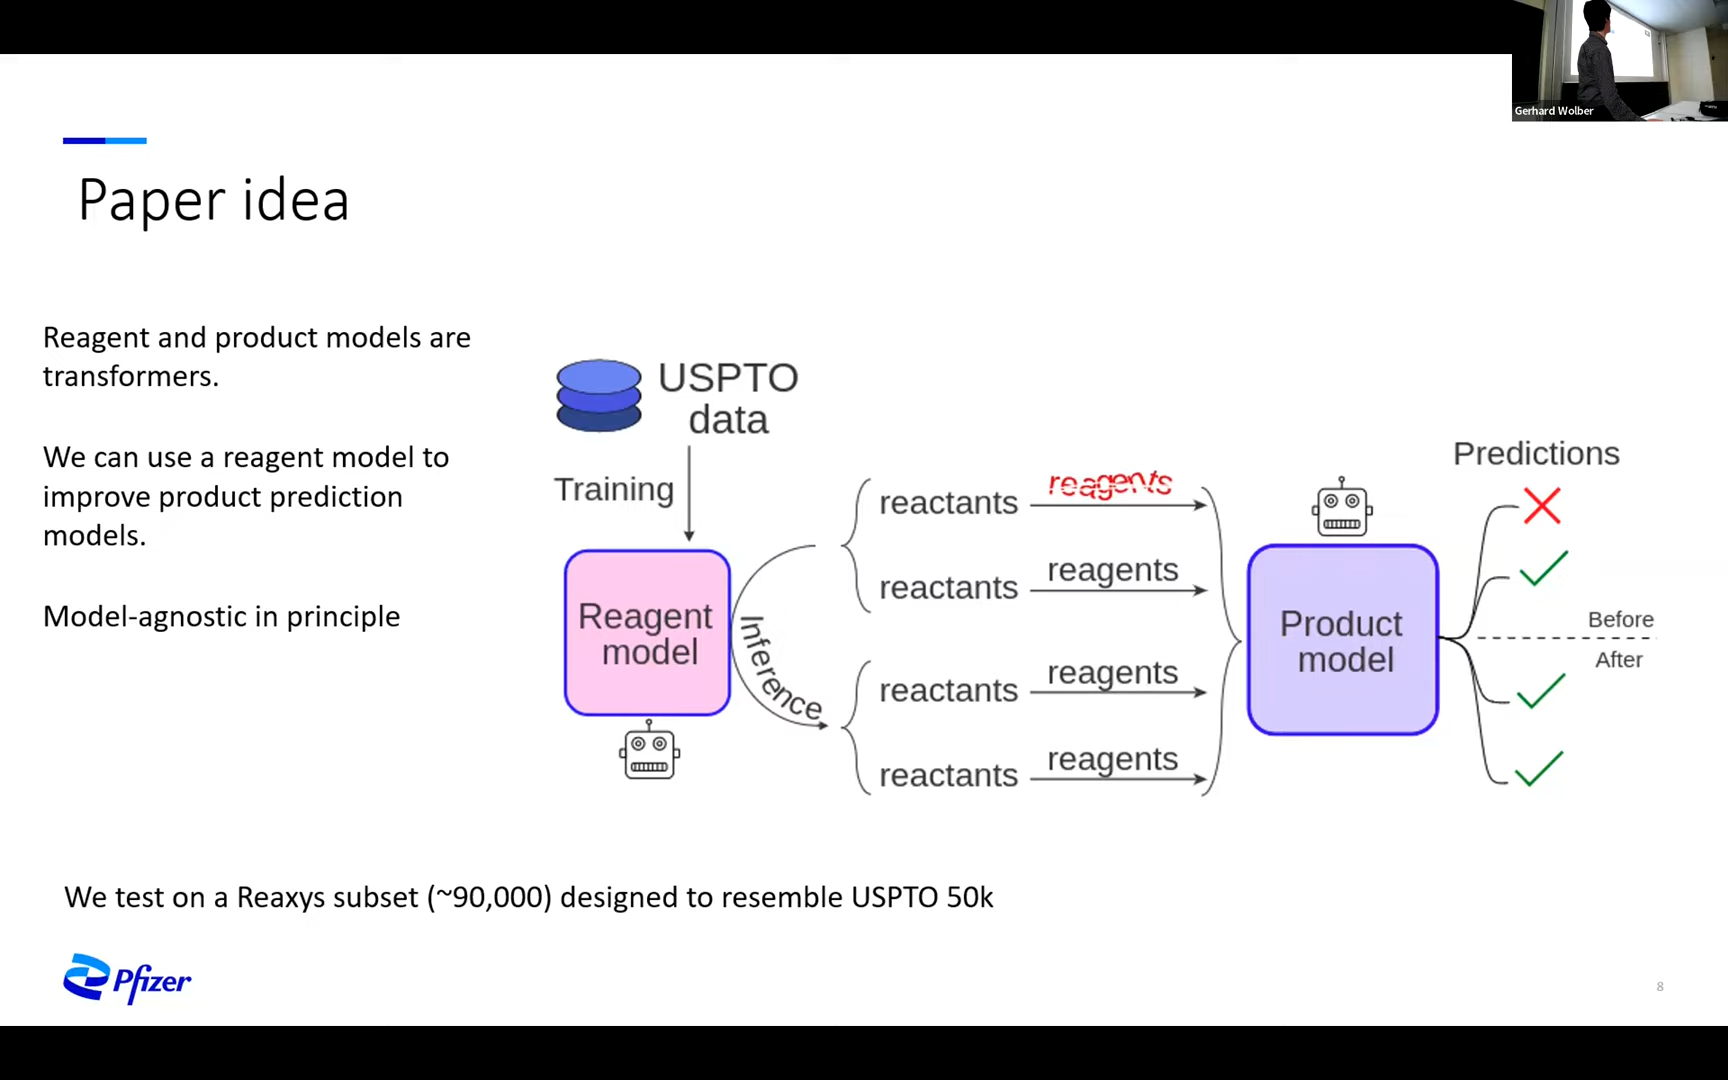 Gerhard Wolber
Paper idea
Reagent and product models are
transformers.
We can use a reagent model to
improve product prediction
models.
Model-agnostic in principle
USPTO
data
Training
Reagent
model
Inference
reactants reagents
reactants reagents
reactants reagents
reactants reagents
Product
model
Predictions
Before
After
We test on a Reaxys subset (~90,000) designed to resemble USPTO 50k
Pfizer
8